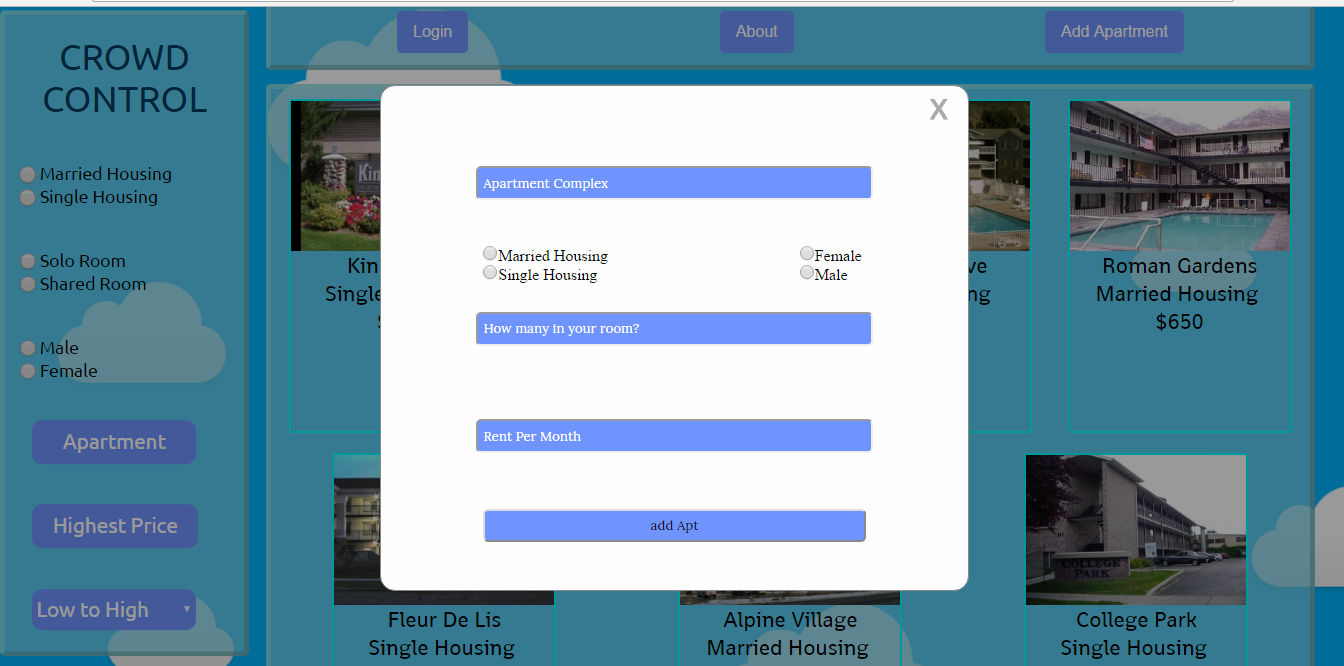 CROWD
CONTROL
Married Housing
Single Housing
Solo Room
Shared Room
Male
Female
Apartment
Highest Price
Low to High
Login
About
Add Apartment
X
Apartment Complex
Married Housing
Female
Single Housing
Male
How many in your room?
Rent Per Month
add Apt
Kin
Kin
Single
ve
ng
Roman Gardens
Married Housing
$650
Fleur De Lis
Single Housing
Alpine Village
Married Housing
COLLEGE
PARK
College Park
Single Housing